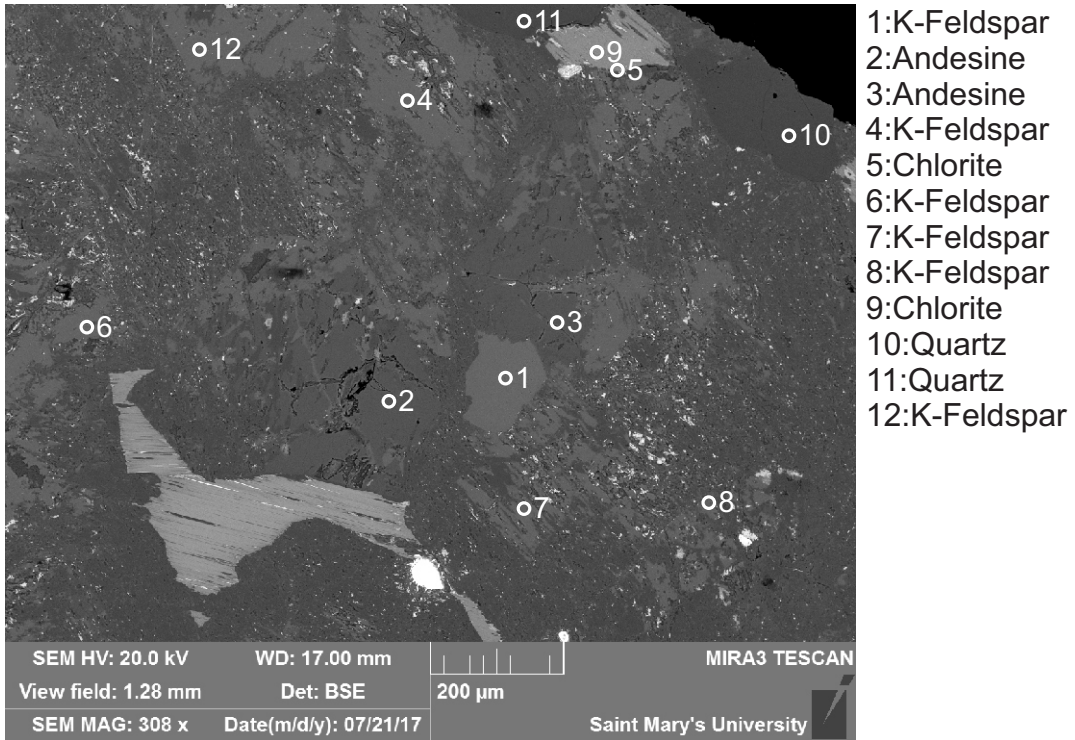 11
12
9
5
4
10
3
6
1
2
7
8
1:K-Feldspar
2:Andesine
3:Andesine
4:K-Feldspar
5:Chlorite
6:K-Feldspar
7:K-Feldspar
8:K-Feldspar
9:Chlorite
10:Quartz
11:Quartz
12:K-Feldspar
SEM HV: 20.0 kV WD: 17.00 mm MIRA3 TESCAN
View field: 1.28 mm Det: BSE 200 µm
SEM MAG: 308 x Date(m/d/y): 07/21/17 Saint Mary's University